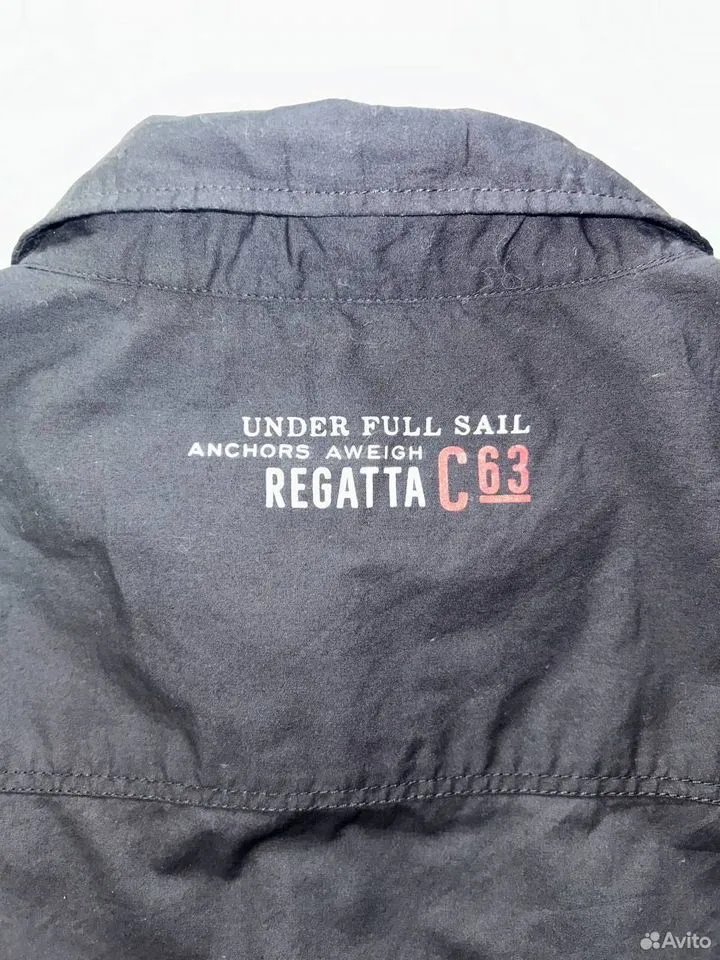 UNDER FULL SAIL
ANCHORS AWEIGH
REGATTA C63
Avito